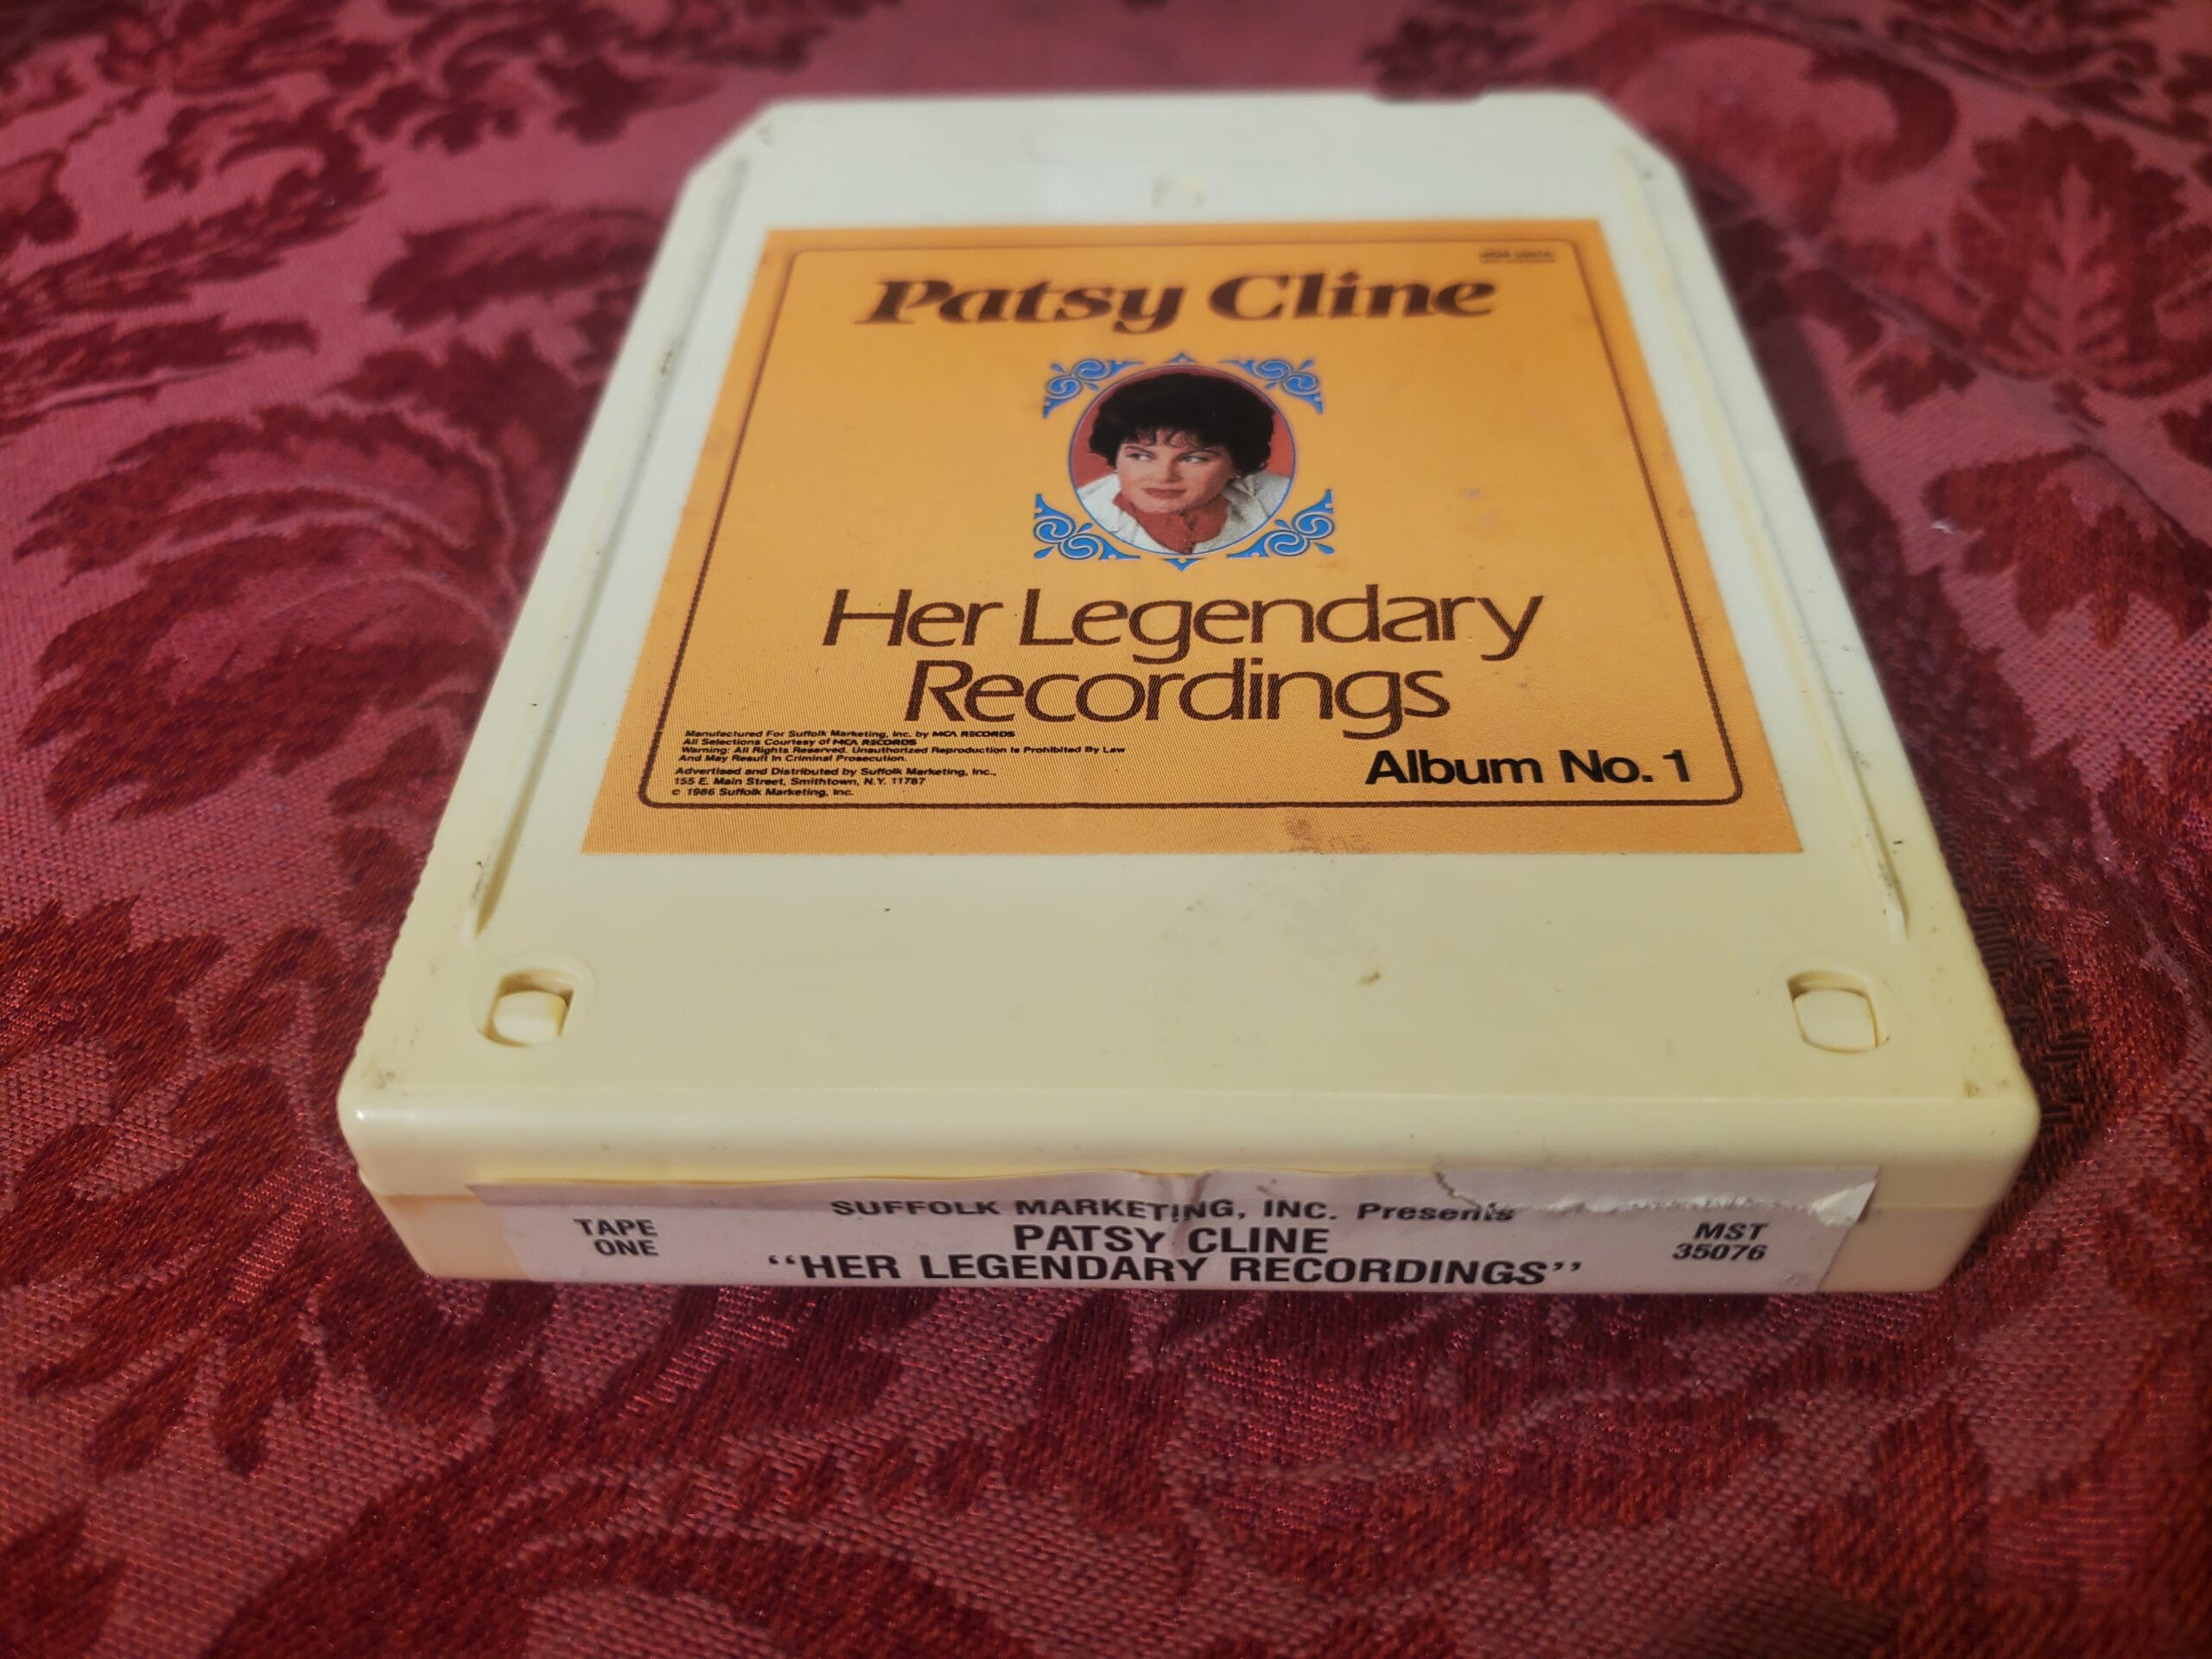 Patsy Cline
Her Legendary
Recordings
Manufactured For Suffolk Marketing, Inc. by MCA RECORDS
All Selections Courtesy of MCA RECORDS
Warning: All Rights Reserved. Unauthorized Reproduction Is Prohibited By Law
And May Result In Criminal Prosecution.
Advertised and Distributed by Suffolk Marketing, Inc.,
155 E. Main Street, Smithtown, N.Y. 11787
© 1986 Suffolk Marketing, Inc.
Album No. 1
TAPE
ONE
SUFFOLK MARKETING, INC. Presents
PATSY CLINE
“HER LEGENDARY RECORDINGS”
MST
35076